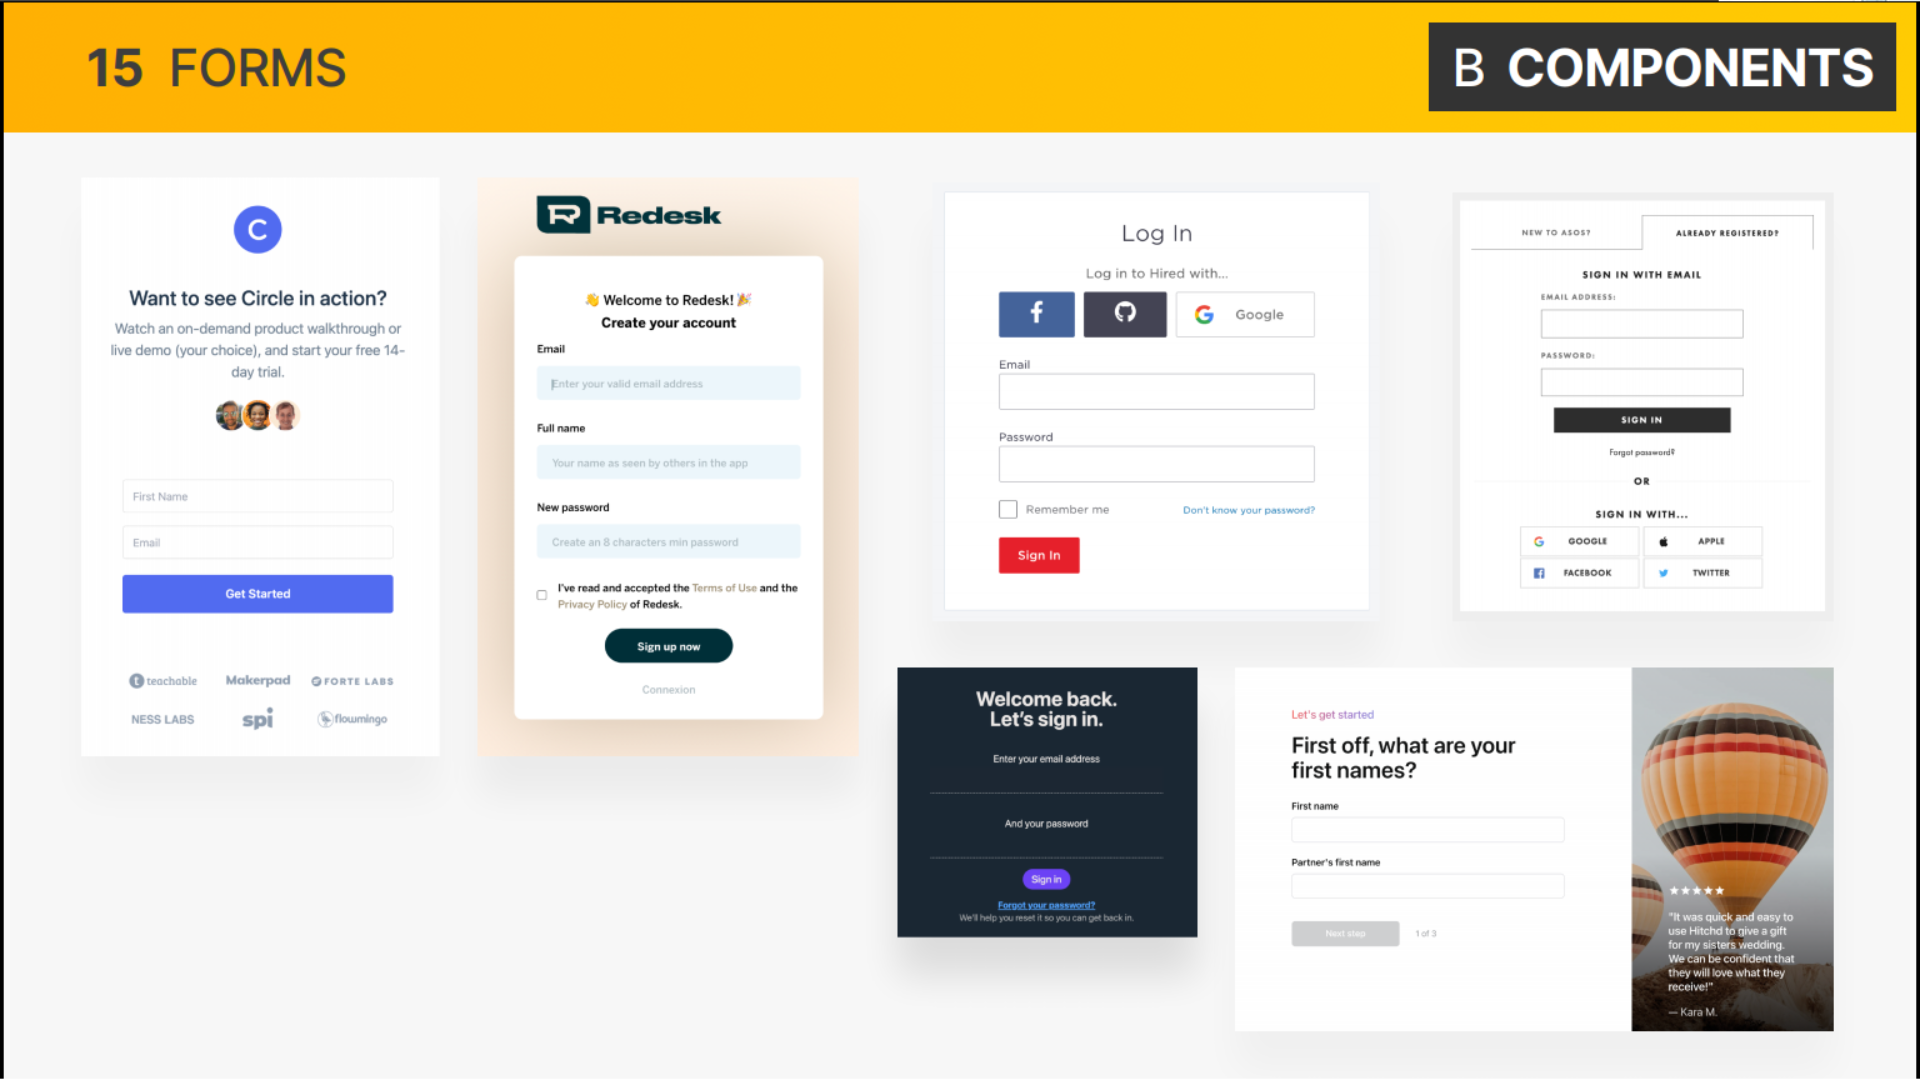 15 FORMS
B COMPONENTS
C
Want to see Circle in action?
Watch an on-demand product walkthrough or
live demo (your choice), and start your free 14-
day trial.
First Name
Email
Get Started
teachable Makerpad FORTE LABS
NESS LABS spi flowmingo
Redesk
👋 Welcome to Redesk! 🎉
Create your account
Email
Enter your valid email address
Full name
Your name as seen by others in the app
New password
Create an 8 characters min password
I've read and accepted the Terms of Use and the
Privacy Policy of Redesk.
Sign up now
Connexion
Log In
Log in to Hired with...
Google
Email
Password
Remember me Don't know your password?
Sign In
NEW TO ASOS? ALREADY REGISTERED?
SIGN IN WITH EMAIL
EMAIL ADDRESS:
PASSWORD:
SIGN IN
Forgot password?
OR
SIGN IN WITH...
GOOGLE APPLE
FACEBOOK TWITTER
Welcome back.
Let's sign in.
Enter your email address
And your password
Sign in
Forgot your password?
We'll help you reset it so you can get back in.
Let's get started
First off, what are your
first names?
First name
Partner's first name
Next step 1 of 3
★★★★★
"It was quick and easy to
use Hitchd to give a gift
for my sisters wedding.
We can be confident that
they will love what they
receive!"
— Kara M.